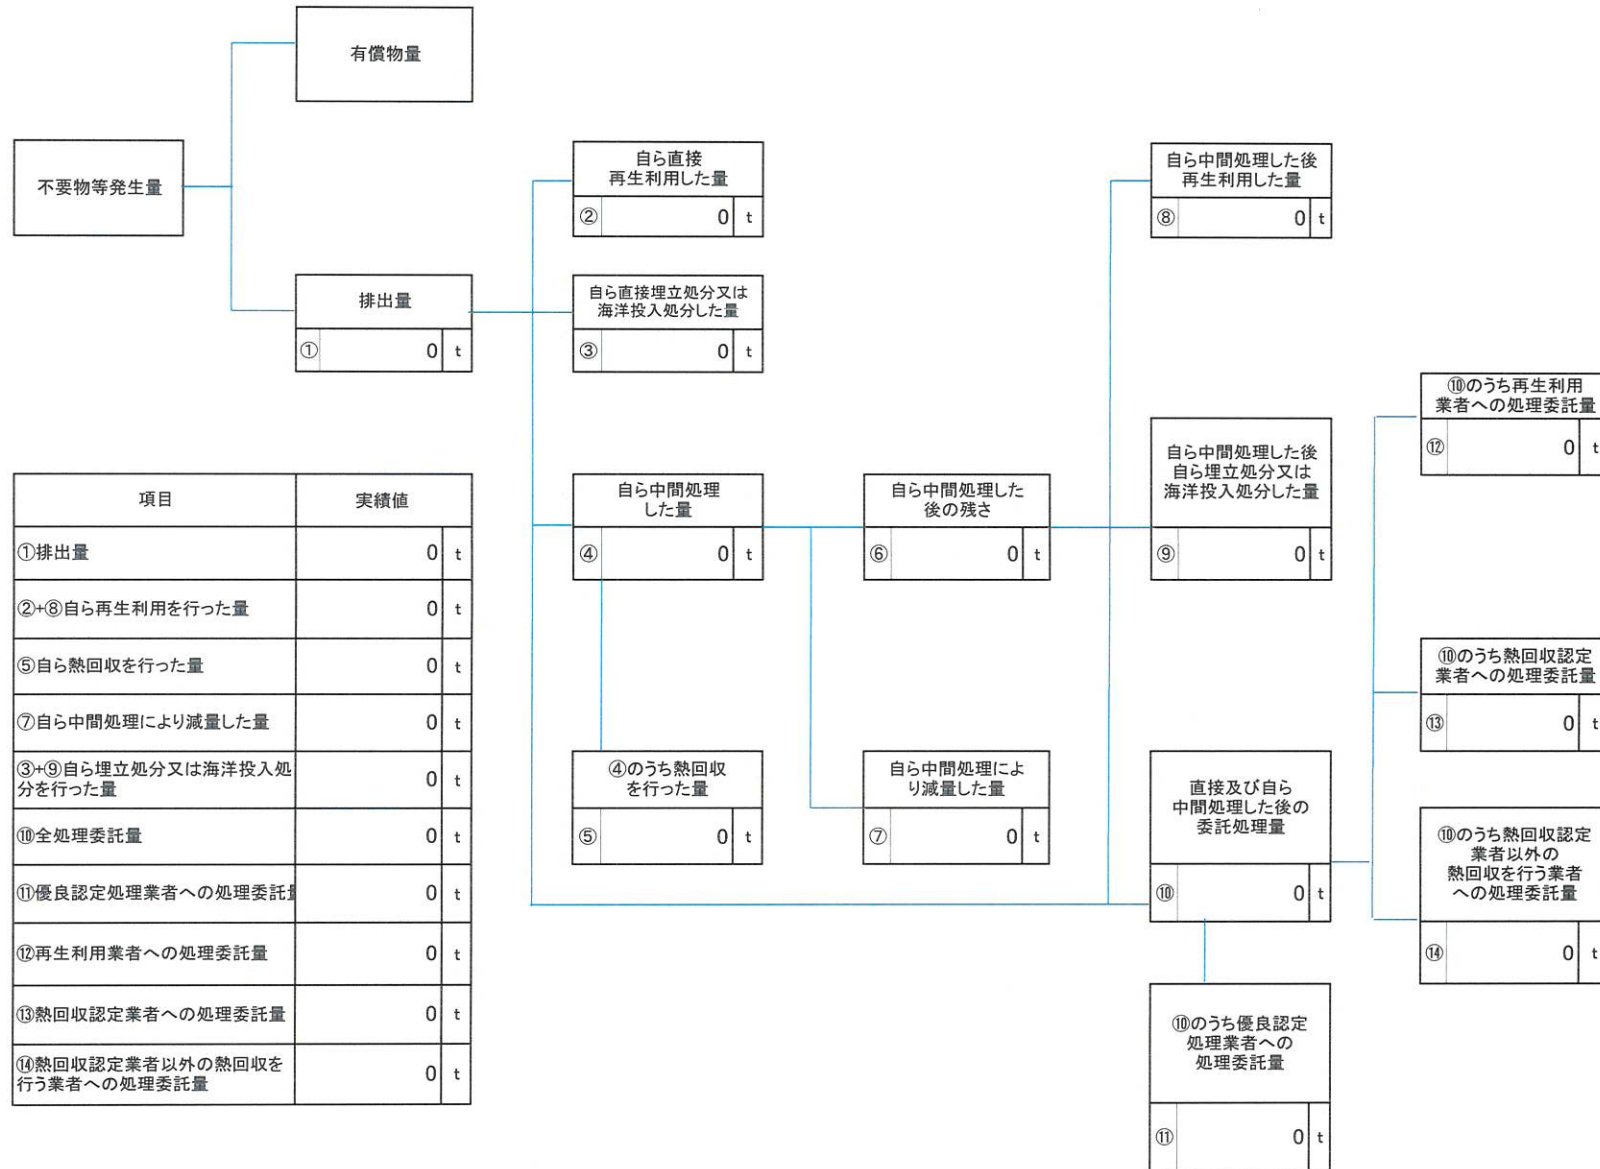 有償物量
不要物等発生量
排出量
① 0 t
自ら直接
再生利用した量
② 0 t
自ら直接埋立処分又は
海洋投入処分した量
③ 0 t
自ら中間処理
した量
④ 0 t
④のうち熱回収
を行った量
⑤ 0 t
自ら中間処理した
後の残さ
⑥ 0 t
自ら中間処理によ
り減量した量
⑦ 0 t
自ら中間処理した後
再生利用した量
⑧ 0 t
自ら中間処理した後
自ら埋立処分又は
海洋投入処分した量
⑨ 0 t
直接及び自ら
中間処理した後の
委託処理量
⑩ 0 t
⑩のうち優良認定
処理業者への
処理委託量
⑪ 0 t
⑩のうち再生利用
業者への処理委託量
⑫ 0 t
⑩のうち熱回収認定
業者への処理委託量
⑬ 0 t
⑩のうち熱回収認定
業者以外の
熱回収を行う業者
への処理委託量
⑭ 0 t
項目 実績値
①排出量 0 t
②+⑧自ら再生利用を行った量 0 t
⑤自ら熱回収を行った量 0 t
⑦自ら中間処理により減量した量 0 t
③+⑨自ら埋立処分又は海洋投入処
分を行った量 0 t
⑩全処理委託量 0 t
⑪優良認定処理業者への処理委託量 0 t
⑫再生利用業者への処理委託量 0 t
⑬熱回収認定業者への処理委託量 0 t
⑭熱回収認定業者以外の熱回収を
行う業者への処理委託量 0 t